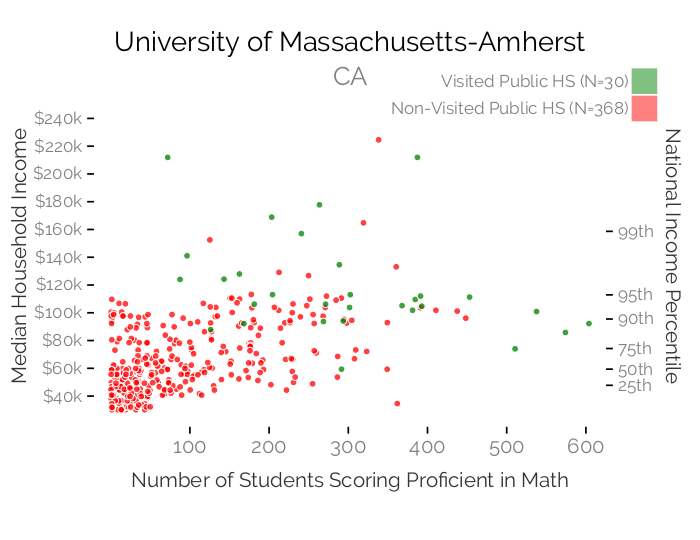 University of Massachusetts-Amherst
CA
Visited Public HS (N=30)
Non-Visited Public HS (N=368)
Median Household Income
$240k
$220k
$200k
$180k
$160k
$140k
$120k
$100k
$80k
$60k
$40k
National Income Percentile
99th
95th
90th
75th
50th
25th
100 200 300 400 500 600
Number of Students Scoring Proficient in Math